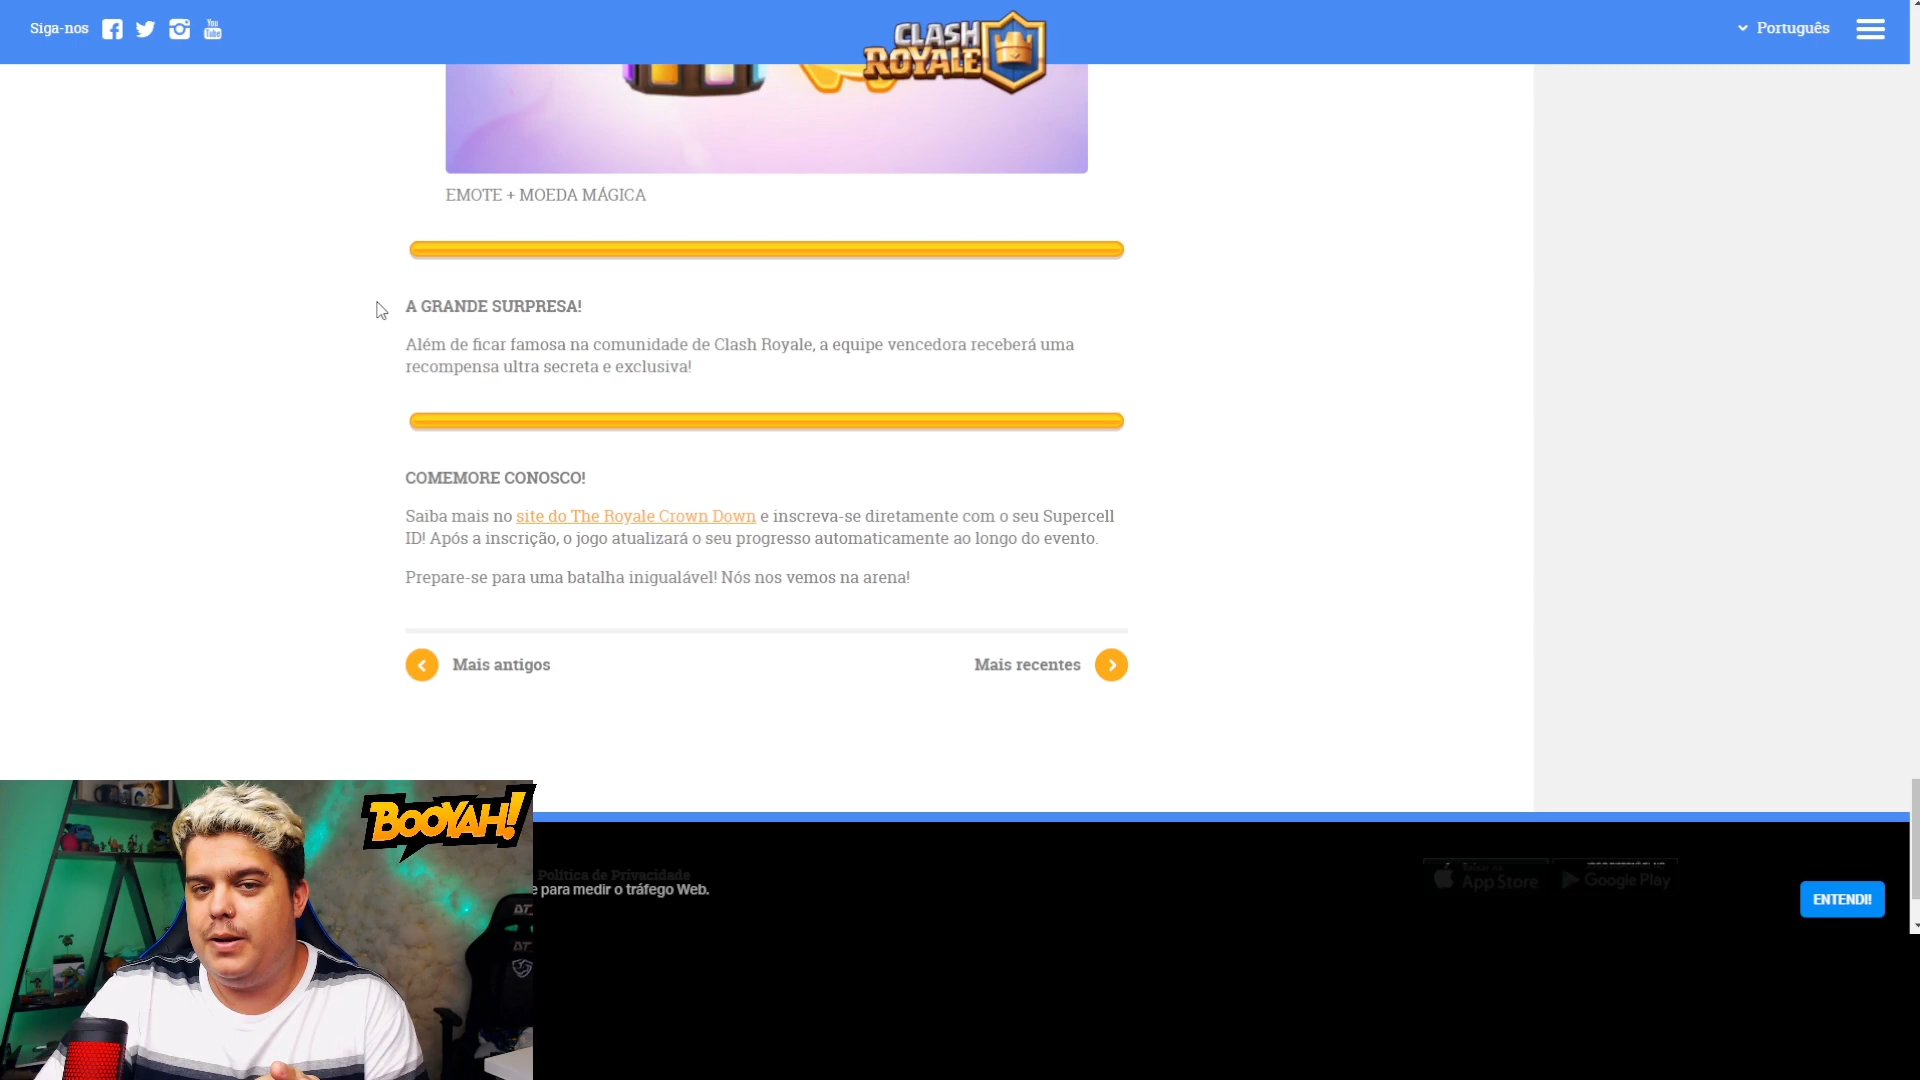 Siga-nos
You
Tube
CLASH
ROYALE
Português
EMOTE + MOEDA MÁGICA
A GRANDE SURPRESA!
Além de ficar famosa na comunidade de Clash Royale, a equipe vencedora receberá uma
recompensa ultra secreta e exclusiva!
COMEMORE CONOSCO!
Saiba mais no site do The Royale Crown Down e inscreva-se diretamente com o seu Supercell
ID! Após a inscrição, o jogo atualizará o seu progresso automaticamente ao longo do evento.
Prepare-se para uma batalha inigualável! Nós nos vemos na arena!
Mais antigos
Mais recentes
BOOYAH!
Política de Privacidade
e para medir o tráfego Web.
App Store
Google Play
ENTENDI!
DT
DT